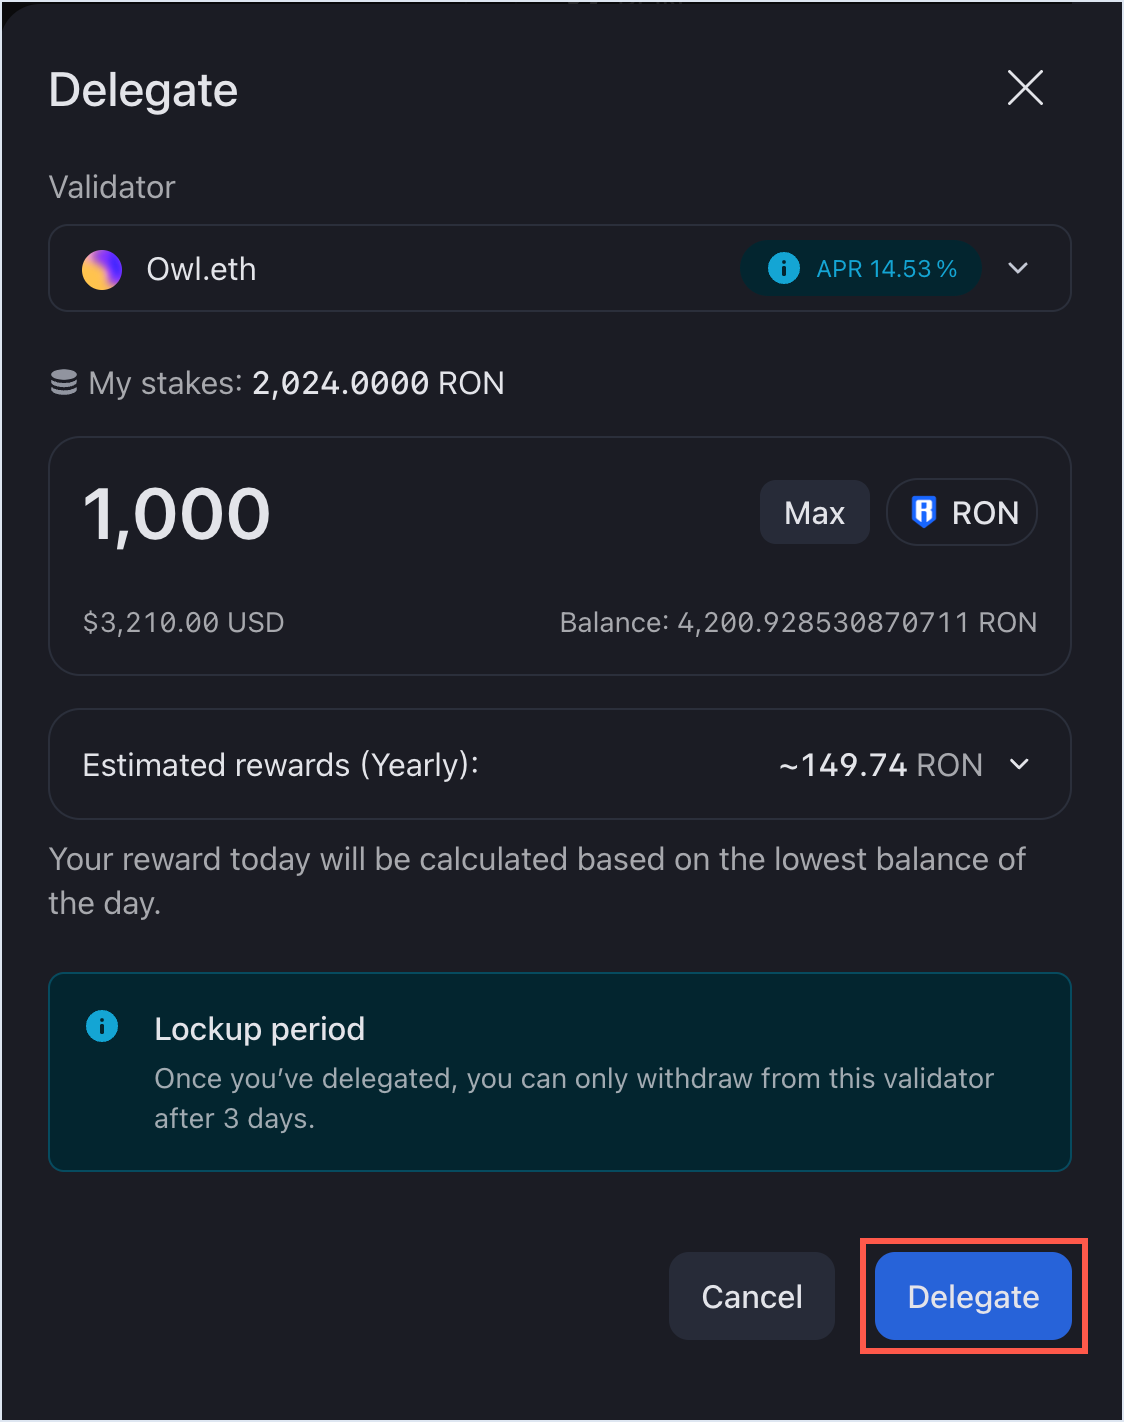 Delegate
Validator
Owl.eth
APR 14.53%
My stakes: 2,024.0000 RON
1,000
Max
RON
$3,210.00 USD
Balance: 4,200.928530870711 RON
Estimated rewards (Yearly):
~149.74 RON
Your reward today will be calculated based on the lowest balance of
the day.
Lockup period
Once you’ve delegated, you can only withdraw from this validator
after 3 days.
Cancel
Delegate